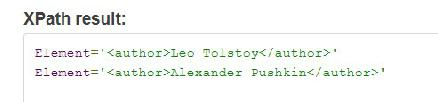 XPath result:
Element='<author>Leo Tolstoy</author>'
Element='<author>Alexander Pushkin</author>'